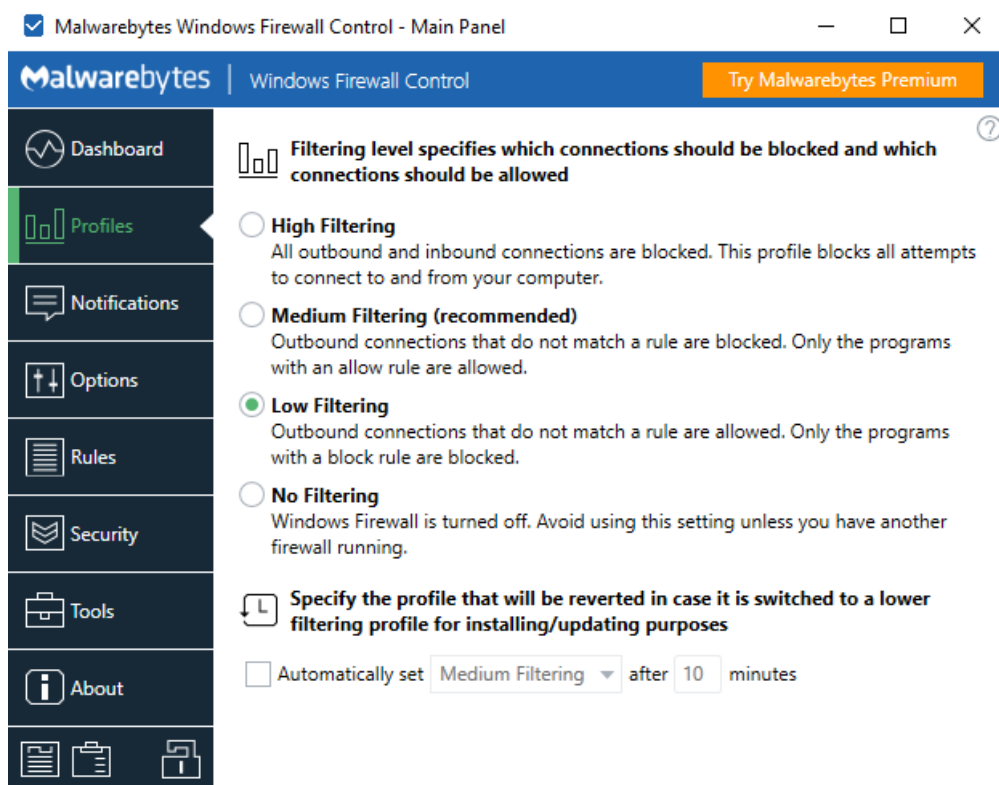 Malwarebytes Windows Firewall Control - Main Panel
Malwarebytes | Windows Firewall Control
Try Malwarebytes Premium
Dashboard
Profiles
Notifications
Options
Rules
Security
Tools
About
?
Filtering level specifies which connections should be blocked and which
connections should be allowed
High Filtering
All outbound and inbound connections are blocked. This profile blocks all attempts
to connect to and from your computer.
Medium Filtering (recommended)
Outbound connections that do not match a rule are blocked. Only the programs
with an allow rule are allowed.
Low Filtering
Outbound connections that do not match a rule are allowed. Only the programs
with a block rule are blocked.
No Filtering
Windows Firewall is turned off. Avoid using this setting unless you have another
firewall running.
Specify the profile that will be reverted in case it is switched to a lower
filtering profile for installing/updating purposes
Automatically set Medium Filtering after 10 minutes